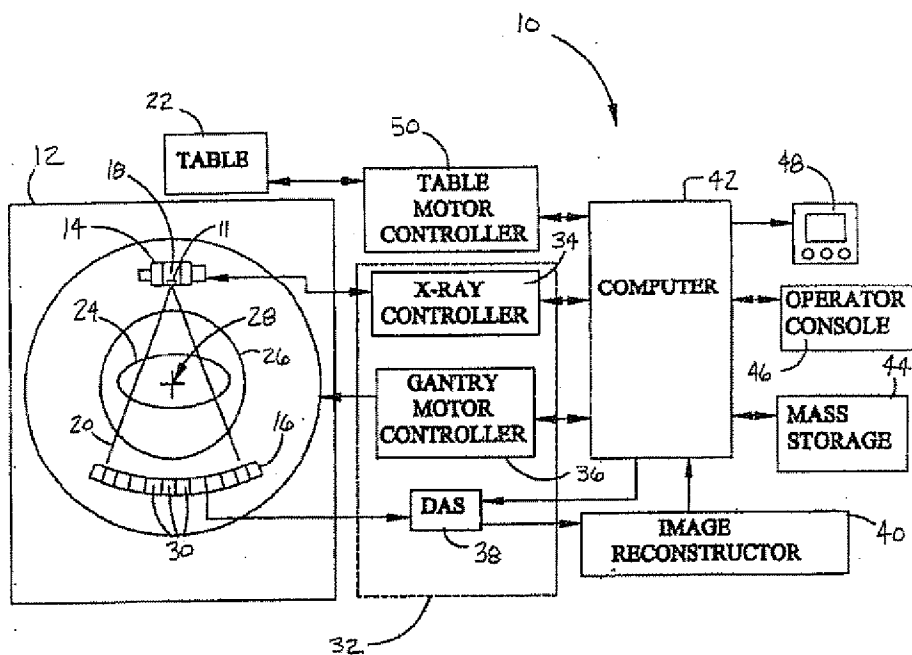 10
22
TABLE
50
TABLE
MOTOR
CONTROLLER
42
48
12
18
14
11
34
X-RAY
CONTROLLER
COMPUTER
OPERATOR
CONSOLE
46
24
28
26
GANTRY
MOTOR
CONTROLLER
36
44
MASS
STORAGE
20
16
30
DAS
38
IMAGE
RECONSTRUCTOR
40
32